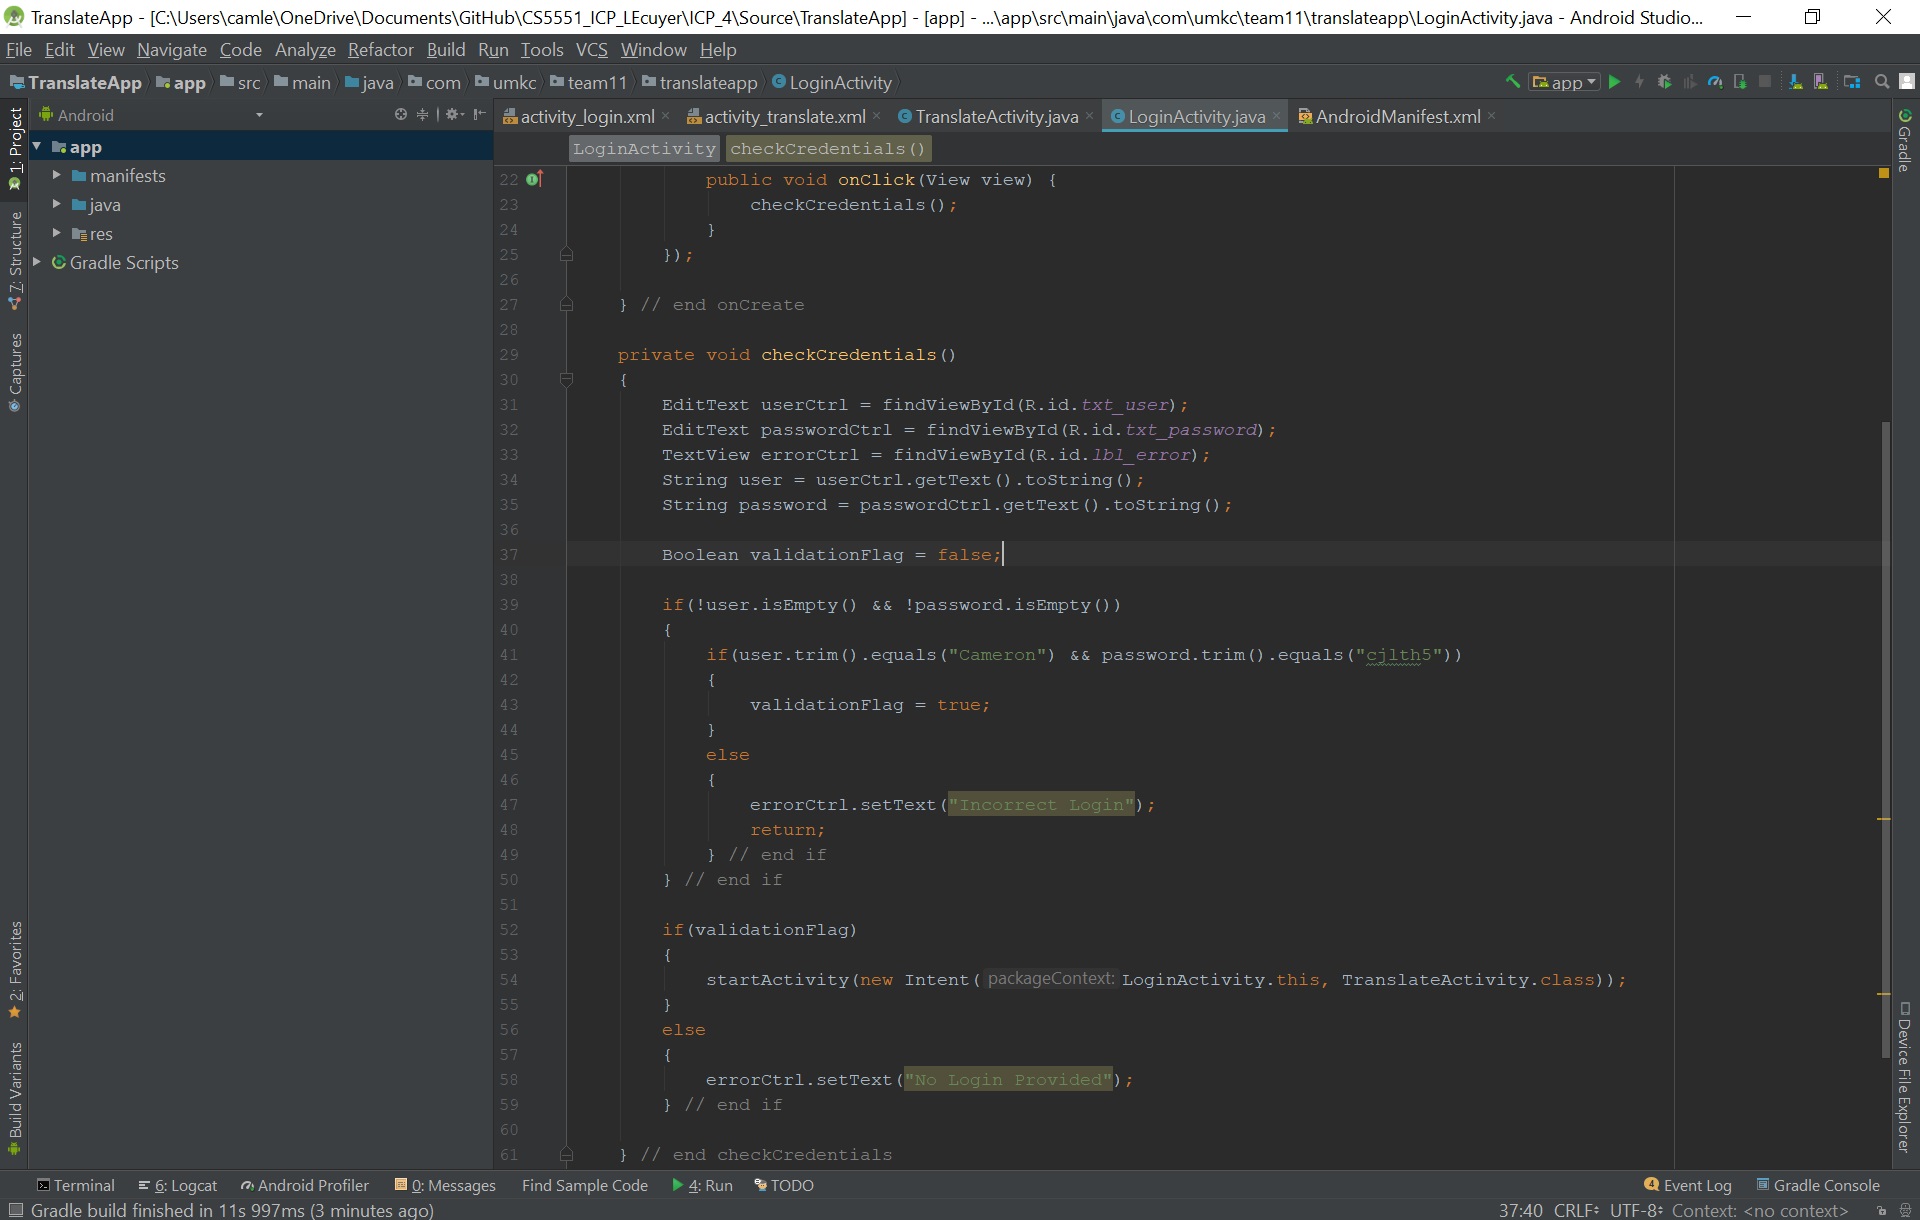 TranslateApp - [C:\Users\camle\OneDrive\Documents\GitHub\CS5551_ICP_LEcuyer\ICP_4\Source\TranslateApp] - [app] - ...\app\src\main\java\com\umkc\team11\translateapp\LoginActivity.java - Android Studio...
File Edit View Navigate Code Analyze Refactor Build Run Tools VCS Window Help
TranslateApp app src main java com umkc team11 translateapp LoginActivity app
Android
activity_login.xml activity_translate.xml TranslateActivity.java LoginActivity.java AndroidManifest.xml
LoginActivity checkCredentials()
1: Project
7: Structure
Captures
2: Favorites
Build Variants
app
manifests
java
res
Gradle Scripts
22 public void onClick(View view) {
23 checkCredentials();
24 }
25 });
26
27 } // end onCreate
28
29 private void checkCredentials()
30 {
31 EditText userCtrl = findViewById(R.id.txt_user);
32 EditText passwordCtrl = findViewById(R.id.txt_password);
33 TextView errorCtrl = findViewById(R.id.lbl_error);
34 String user = userCtrl.getText().toString();
35 String password = passwordCtrl.getText().toString();
36
37 Boolean validationFlag = false;
38
39 if(!user.isEmpty() && !password.isEmpty())
40 {
41 if(user.trim().equals("Cameron") && password.trim().equals("cjlth5"))
42 {
43 validationFlag = true;
44 }
45 else
46 {
47 errorCtrl.setText("Incorrect Login");
48 return;
49 } // end if
50 } // end if
51
52 if(validationFlag)
53 {
54 startActivity(new Intent( packageContext: LoginActivity.this, TranslateActivity.class));
55 }
56 else
57 {
58 errorCtrl.setText("No Login Provided");
59 } // end if
60
61 } // end checkCredentials
Gradle
Device File Explorer
Terminal 6: Logcat Android Profiler 0: Messages Find Sample Code 4: Run TODO 4 Event Log Gradle Console
Gradle build finished in 11s 997ms (3 minutes ago) 37:40 CRLF UTF-8 Context: <no context>